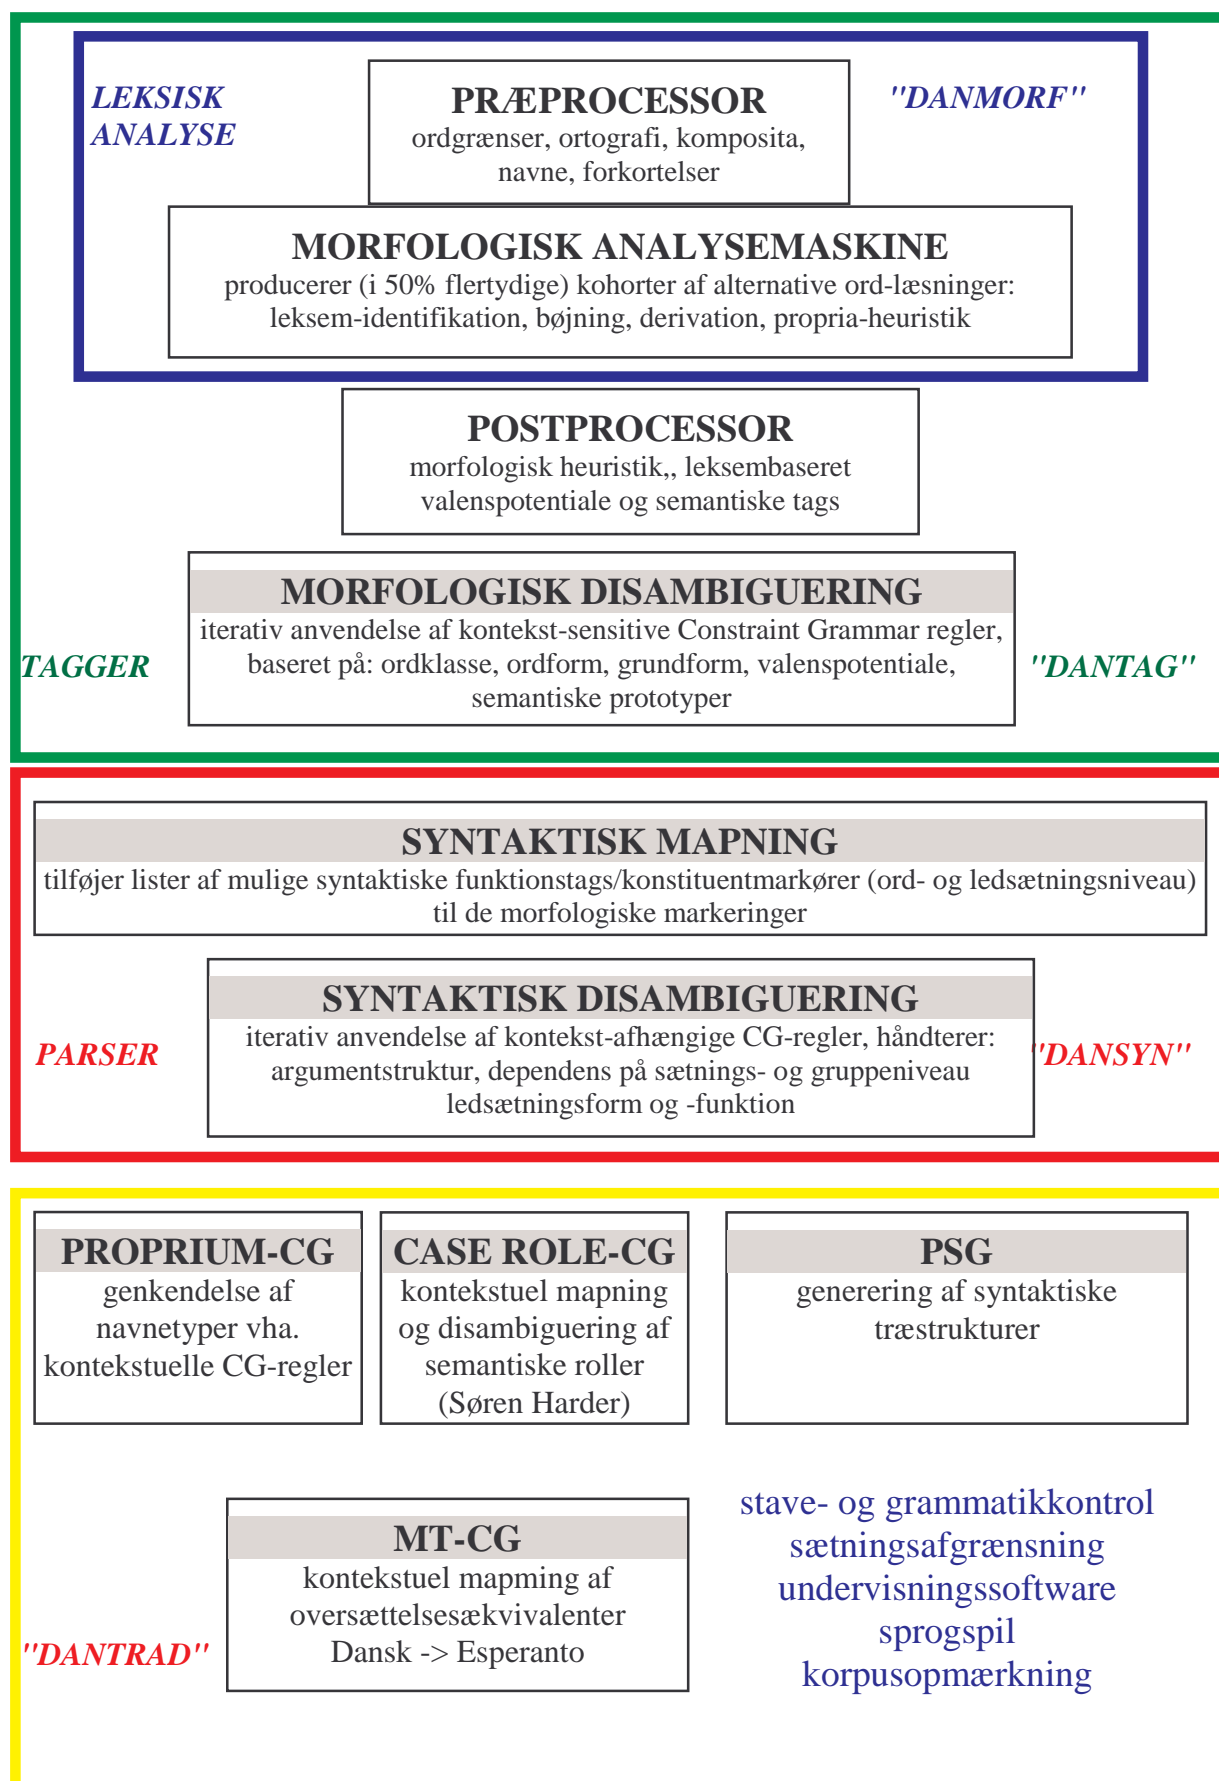 LEKSISK
ANALYSE
PRÆPROCESSOR
ordgrænser, ortografi, komposita,
navne, forkortelser
"DANMORF"
MORFOLOGISK ANALYSEMASKINE
producerer (i 50% flertydige) kohorter af alternative ord-læsninger:
leksem-identifikation, bøjning, derivation, propria-heuristik
POSTPROCESSOR
morfologisk heuristik,, leksembaseret
valenspotentiale og semantiske tags
MORFOLOGISK DISAMBIGUERING
iterativ anvendelse af kontekst-sensitive Constraint Grammar regler,
baseret på: ordklasse, ordform, grundform, valenspotentiale,
semantiske prototyper
TAGGER
"DANTAG"
SYNTAKTISK MAPNING
tilføjer lister af mulige syntaktiske funktionstags/konstituentmarkører (ord- og ledsætningsniveau)
til de morfologiske markeringer
SYNTAKTISK DISAMBIGUERING
iterativ anvendelse af kontekst-afhængige CG-regler, håndterer:
argumentstruktur, dependens på sætnings- og gruppeniveau
ledsætningsform og -funktion
PARSER
"DANSYN"
PROPRIUM-CG
genkendelse af
navnetyper vha.
kontekstuelle CG-regler
CASE ROLE-CG
kontekstuel mapning
og disambiguering af
semantiske roller
(Søren Harder)
PSG
generering af syntaktiske
træstrukturer
MT-CG
kontekstuel mapming af
oversættelsesækvivalenter
Dansk -> Esperanto
"DANTRAD"
stave- og grammatikkontrol
sætningsafgrænsning
undervisningssoftware
sprogspil
korpusopmærkning